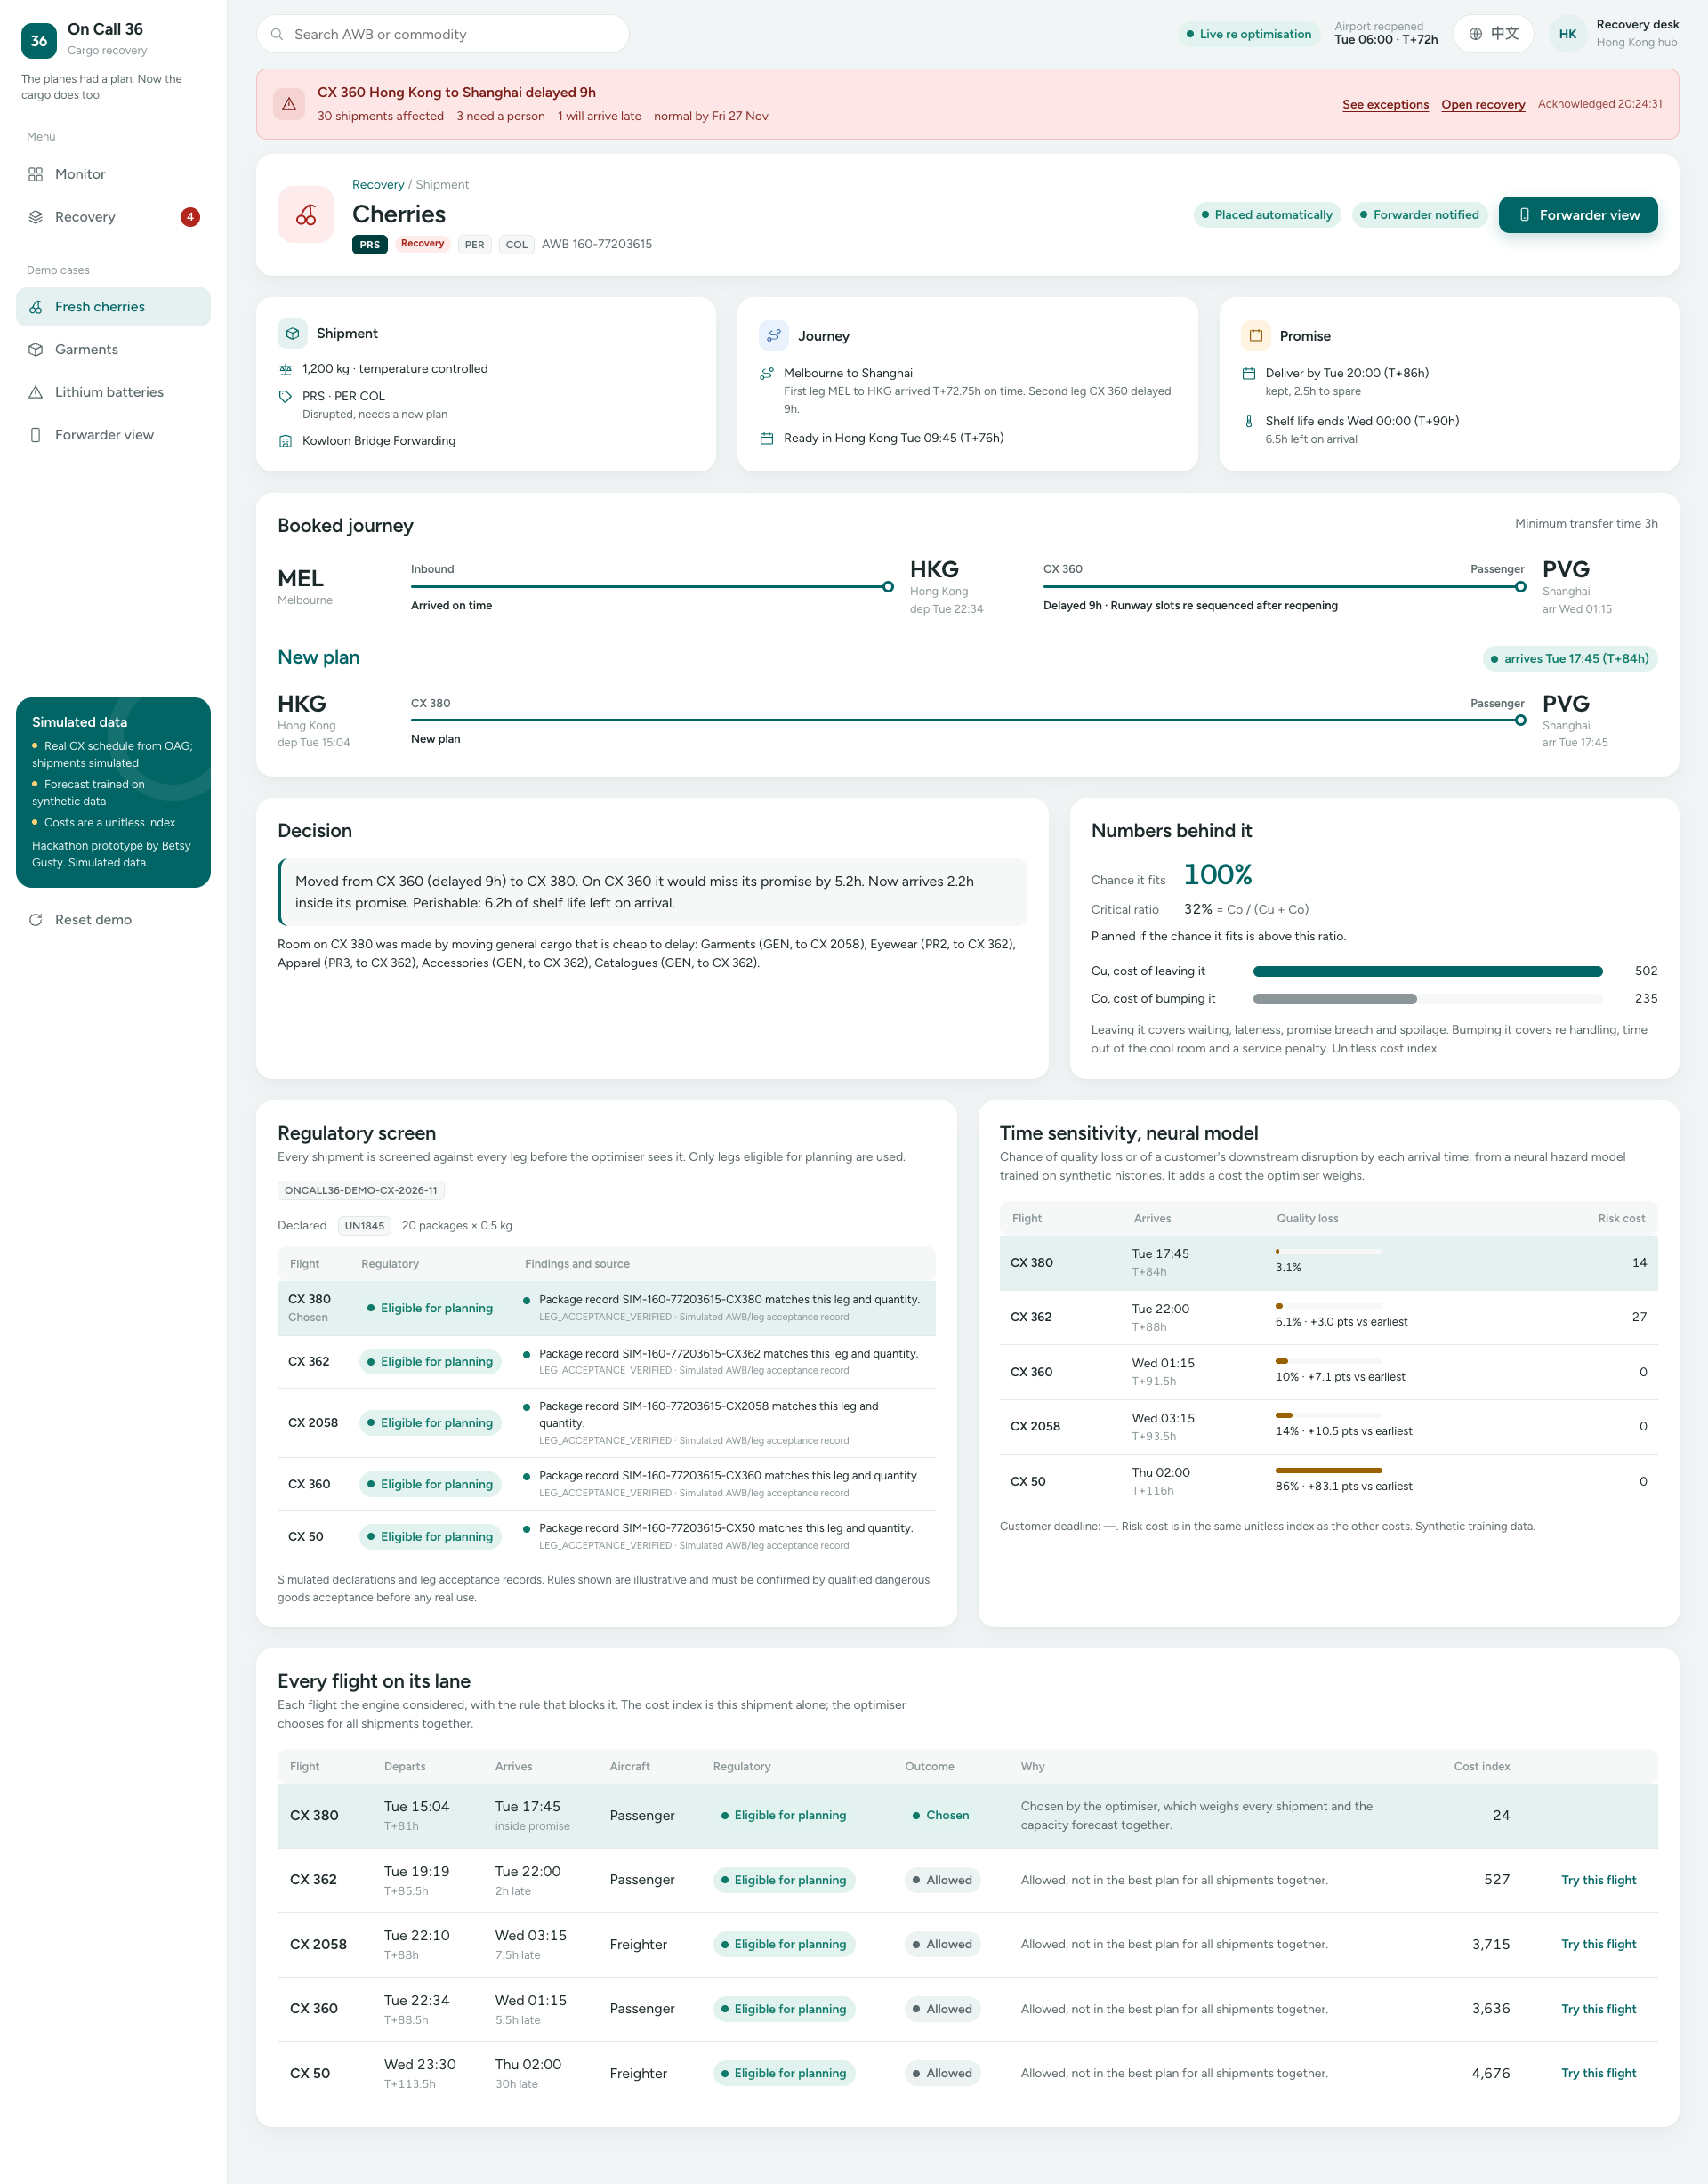 36
On Call 36
Cargo recovery
The planes had a plan. Now the
cargo does too.
Menu
Monitor
Recovery
4
Demo cases
Fresh cherries
Garments
Lithium batteries
Forwarder view
Simulated data
Real CX schedule from OAG;
shipments simulated
Forecast trained on
synthetic data
Costs are a unitless index
Hackathon prototype by Betsy
Gusty. Simulated data.
Reset demo
Search AWB or commodity
Live re optimisation
Airport reopened
Tue 06:00 · T+72h
中文
HK
Recovery desk
Hong Kong hub
CX 360 Hong Kong to Shanghai delayed 9h
30 shipments affected 3 need a person 1 will arrive late normal by Fri 27 Nov
See exceptions
Open recovery
Acknowledged 20:24:31
Recovery / Shipment
Cherries
PRS Recovery PER COL AWB 160-77203615
Placed automatically
Forwarder notified
Forwarder view
Shipment
1,200 kg · temperature controlled
PRS · PER COL
Disrupted, needs a new plan
Kowloon Bridge Forwarding
Journey
Melbourne to Shanghai
First leg MEL to HKG arrived T+72.75h on time. Second leg CX 360 delayed
9h.
Ready in Hong Kong Tue 09:45 (T+76h)
Promise
Deliver by Tue 20:00 (T+86h)
kept, 2.5h to spare
Shelf life ends Wed 00:00 (T+90h)
6.5h left on arrival
Booked journey
Minimum transfer time 3h
MEL
Melbourne
Inbound
Arrived on time
HKG
Hong Kong
dep Tue 22:34
CX 360
Passenger
Delayed 9h · Runway slots re sequenced after reopening
PVG
Shanghai
arr Wed 01:15
New plan
arrives Tue 17:45 (T+84h)
HKG
Hong Kong
dep Tue 15:04
CX 380
Passenger
New plan
PVG
Shanghai
arr Tue 17:45
Decision
Moved from CX 360 (delayed 9h) to CX 380. On CX 360 it would miss its promise by 5.2h. Now arrives 2.2h
inside its promise. Perishable: 6.2h of shelf life left on arrival.
Room on CX 380 was made by moving general cargo that is cheap to delay: Garments (GEN, to CX 2058), Eyewear (PR2, to CX 362),
Apparel (PR3, to CX 362), Accessories (GEN, to CX 362), Catalogues (GEN, to CX 362).
Numbers behind it
Chance it fits 100%
Critical ratio 32% = Co / (Cu + Co)
Planned if the chance it fits is above this ratio.
Cu, cost of leaving it 502
Co, cost of bumping it 235
Leaving it covers waiting, lateness, promise breach and spoilage. Bumping it covers re handling, time
out of the cool room and a service penalty. Unitless cost index.
Regulatory screen
Every shipment is screened against every leg before the optimiser sees it. Only legs eligible for planning are used.
ONCALL36-DEMO-CX-2026-11
Declared UN1845 20 packages × 0.5 kg
Flight Regulatory Findings and source
CX 380
Chosen
Eligible for planning
Package record SIM-160-77203615-CX380 matches this leg and quantity.
LEG_ACCEPTANCE_VERIFIED · Simulated AWB/leg acceptance record
CX 362
Eligible for planning
Package record SIM-160-77203615-CX362 matches this leg and quantity.
LEG_ACCEPTANCE_VERIFIED · Simulated AWB/leg acceptance record
CX 2058
Eligible for planning
Package record SIM-160-77203615-CX2058 matches this leg and
quantity.
LEG_ACCEPTANCE_VERIFIED · Simulated AWB/leg acceptance record
CX 360
Eligible for planning
Package record SIM-160-77203615-CX360 matches this leg and quantity.
LEG_ACCEPTANCE_VERIFIED · Simulated AWB/leg acceptance record
CX 50
Eligible for planning
Package record SIM-160-77203615-CX50 matches this leg and quantity.
LEG_ACCEPTANCE_VERIFIED · Simulated AWB/leg acceptance record
Simulated declarations and leg acceptance records. Rules shown are illustrative and must be confirmed by qualified dangerous
goods acceptance before any real use.
Time sensitivity, neural model
Chance of quality loss or of a customer's downstream disruption by each arrival time, from a neural hazard model
trained on synthetic histories. It adds a cost the optimiser weighs.
Flight Arrives Quality loss Risk cost
CX 380
Tue 17:45
T+84h
3.1%
14
CX 362
Tue 22:00
T+88h
6.1% · +3.0 pts vs earliest
27
CX 360
Wed 01:15
T+91.5h
10% · +7.1 pts vs earliest
0
CX 2058
Wed 03:15
T+93.5h
14% · +10.5 pts vs earliest
0
CX 50
Thu 02:00
T+116h
86% · +83.1 pts vs earliest
0
Customer deadline: —. Risk cost is in the same unitless index as the other costs. Synthetic training data.
Every flight on its lane
Each flight the engine considered, with the rule that blocks it. The cost index is this shipment alone; the optimiser
chooses for all shipments together.
Flight Departs Arrives Aircraft Regulatory Outcome Why Cost index
CX 380
Tue 15:04
T+81h
Tue 17:45
inside promise
Passenger
Eligible for planning
Chosen
Chosen by the optimiser, which weighs every shipment and the
capacity forecast together.
24
CX 362
Tue 19:19
T+85.5h
Tue 22:00
2h late
Passenger
Eligible for planning
Allowed
Allowed, not in the best plan for all shipments together.
527
Try this flight
CX 2058
Tue 22:10
T+88h
Wed 03:15
7.5h late
Freighter
Eligible for planning
Allowed
Allowed, not in the best plan for all shipments together.
3,715
Try this flight
CX 360
Tue 22:34
T+88.5h
Wed 01:15
5.5h late
Passenger
Eligible for planning
Allowed
Allowed, not in the best plan for all shipments together.
3,636
Try this flight
CX 50
Wed 23:30
T+113.5h
Thu 02:00
30h late
Freighter
Eligible for planning
Allowed
Allowed, not in the best plan for all shipments together.
4,676
Try this flight